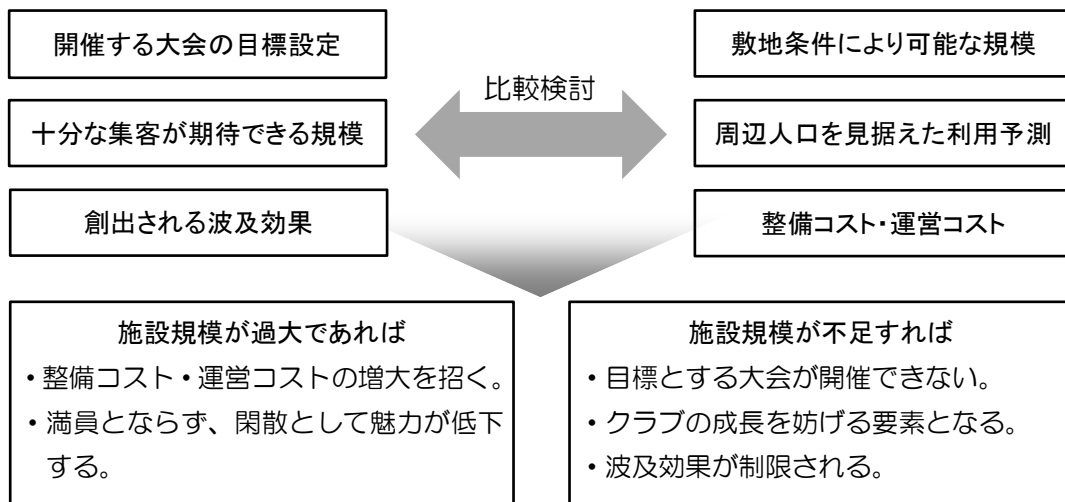 開催する大会の目標設定
十分な集客が期待できる規模
創出される波及効果
比較検討
敷地条件により可能な規模
周辺人口を見据えた利用予測
整備コスト・運営コスト
施設規模が過大であれば
・整備コスト・運営コストの増大を招く。
・満員とならず、閑散として魅力が低下
する。
施設規模が不足すれば
・目標とする大会が開催できない。
・クラブの成長を妨げる要素となる。
・波及効果が制限される。